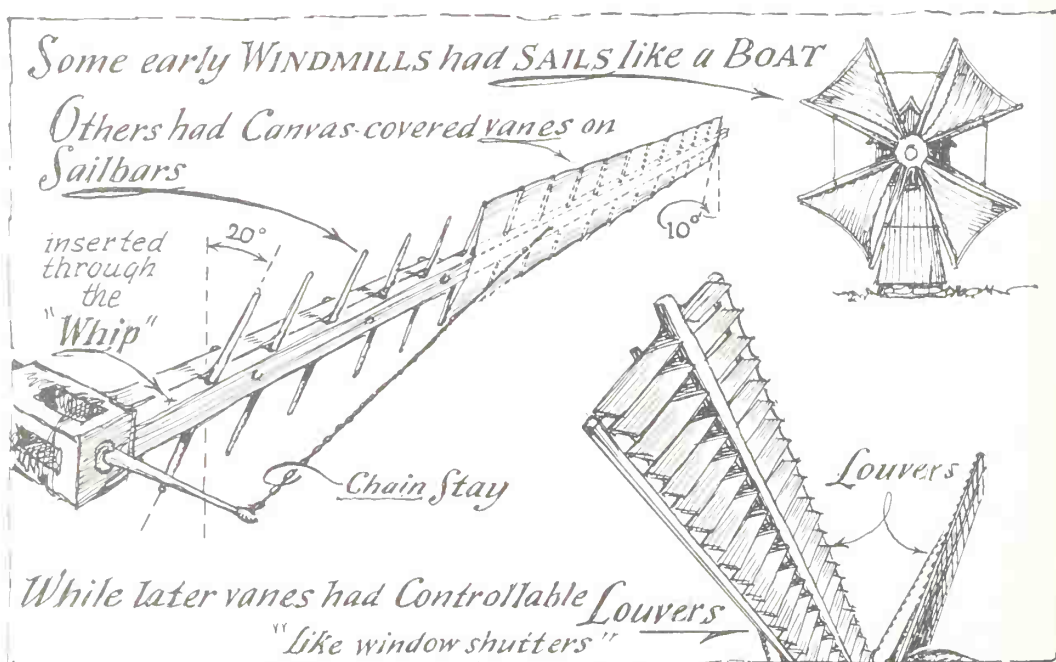 Some early WINDMILLS had SAILS like a BOAT
Others had Canvas-covered vanes on
Sailbars
inserted
through
the
"Whip"
20°
10°
Chain Stay
Louvers
While later vanes had Controllable Louvers
"like window shutters"